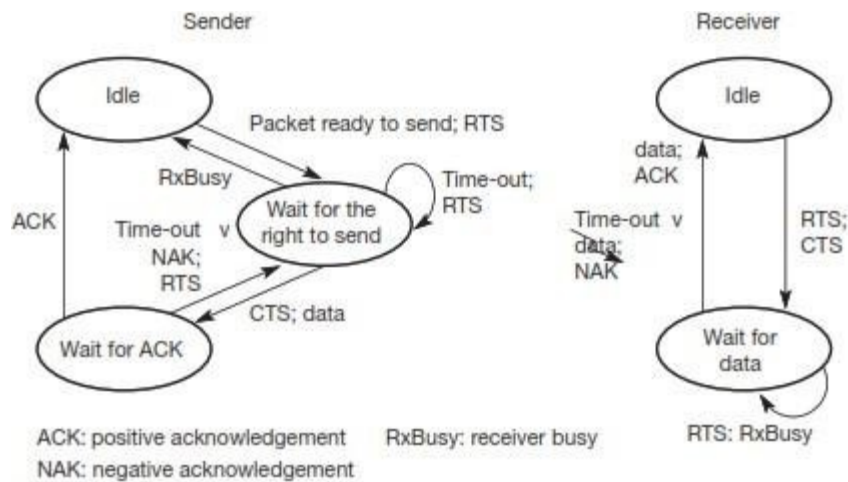 Sender
Receiver
Idle
Packet ready to send; RTS
RxBusy
ACK
Wait for the
right to send
Time-out;
RTS
Time-out v
NAK;
RTS
CTS; data
Wait for ACK
Idle
data;
ACK
Time-out v
data;
NAK
RTS;
CTS
Wait for
data
RTS: RxBusy
ACK: positive acknowledgement
RxBusy: receiver busy
NAK: negative acknowledgement